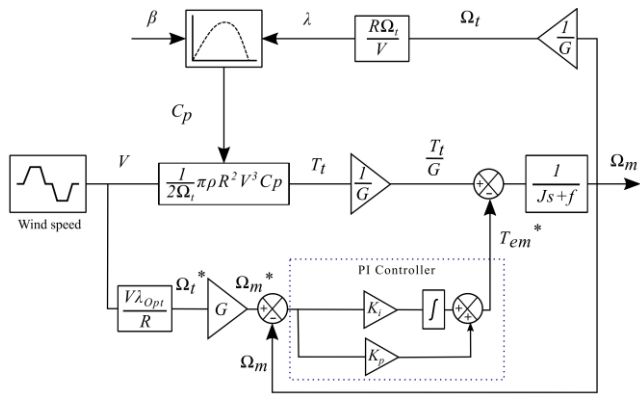 β
λ
RΩt
V
Ωt
1
G
Cp
V
1
2Ωt
πρR²V³Cp
Tt
1
G
Tt
G
+
-
1
Js+f
Ωm
Wind speed
Tem*
PI Controller
VλOpt
R
Ωt*
G
Ωm*
+
-
Ki
∫
+
+
Kp
Ωm